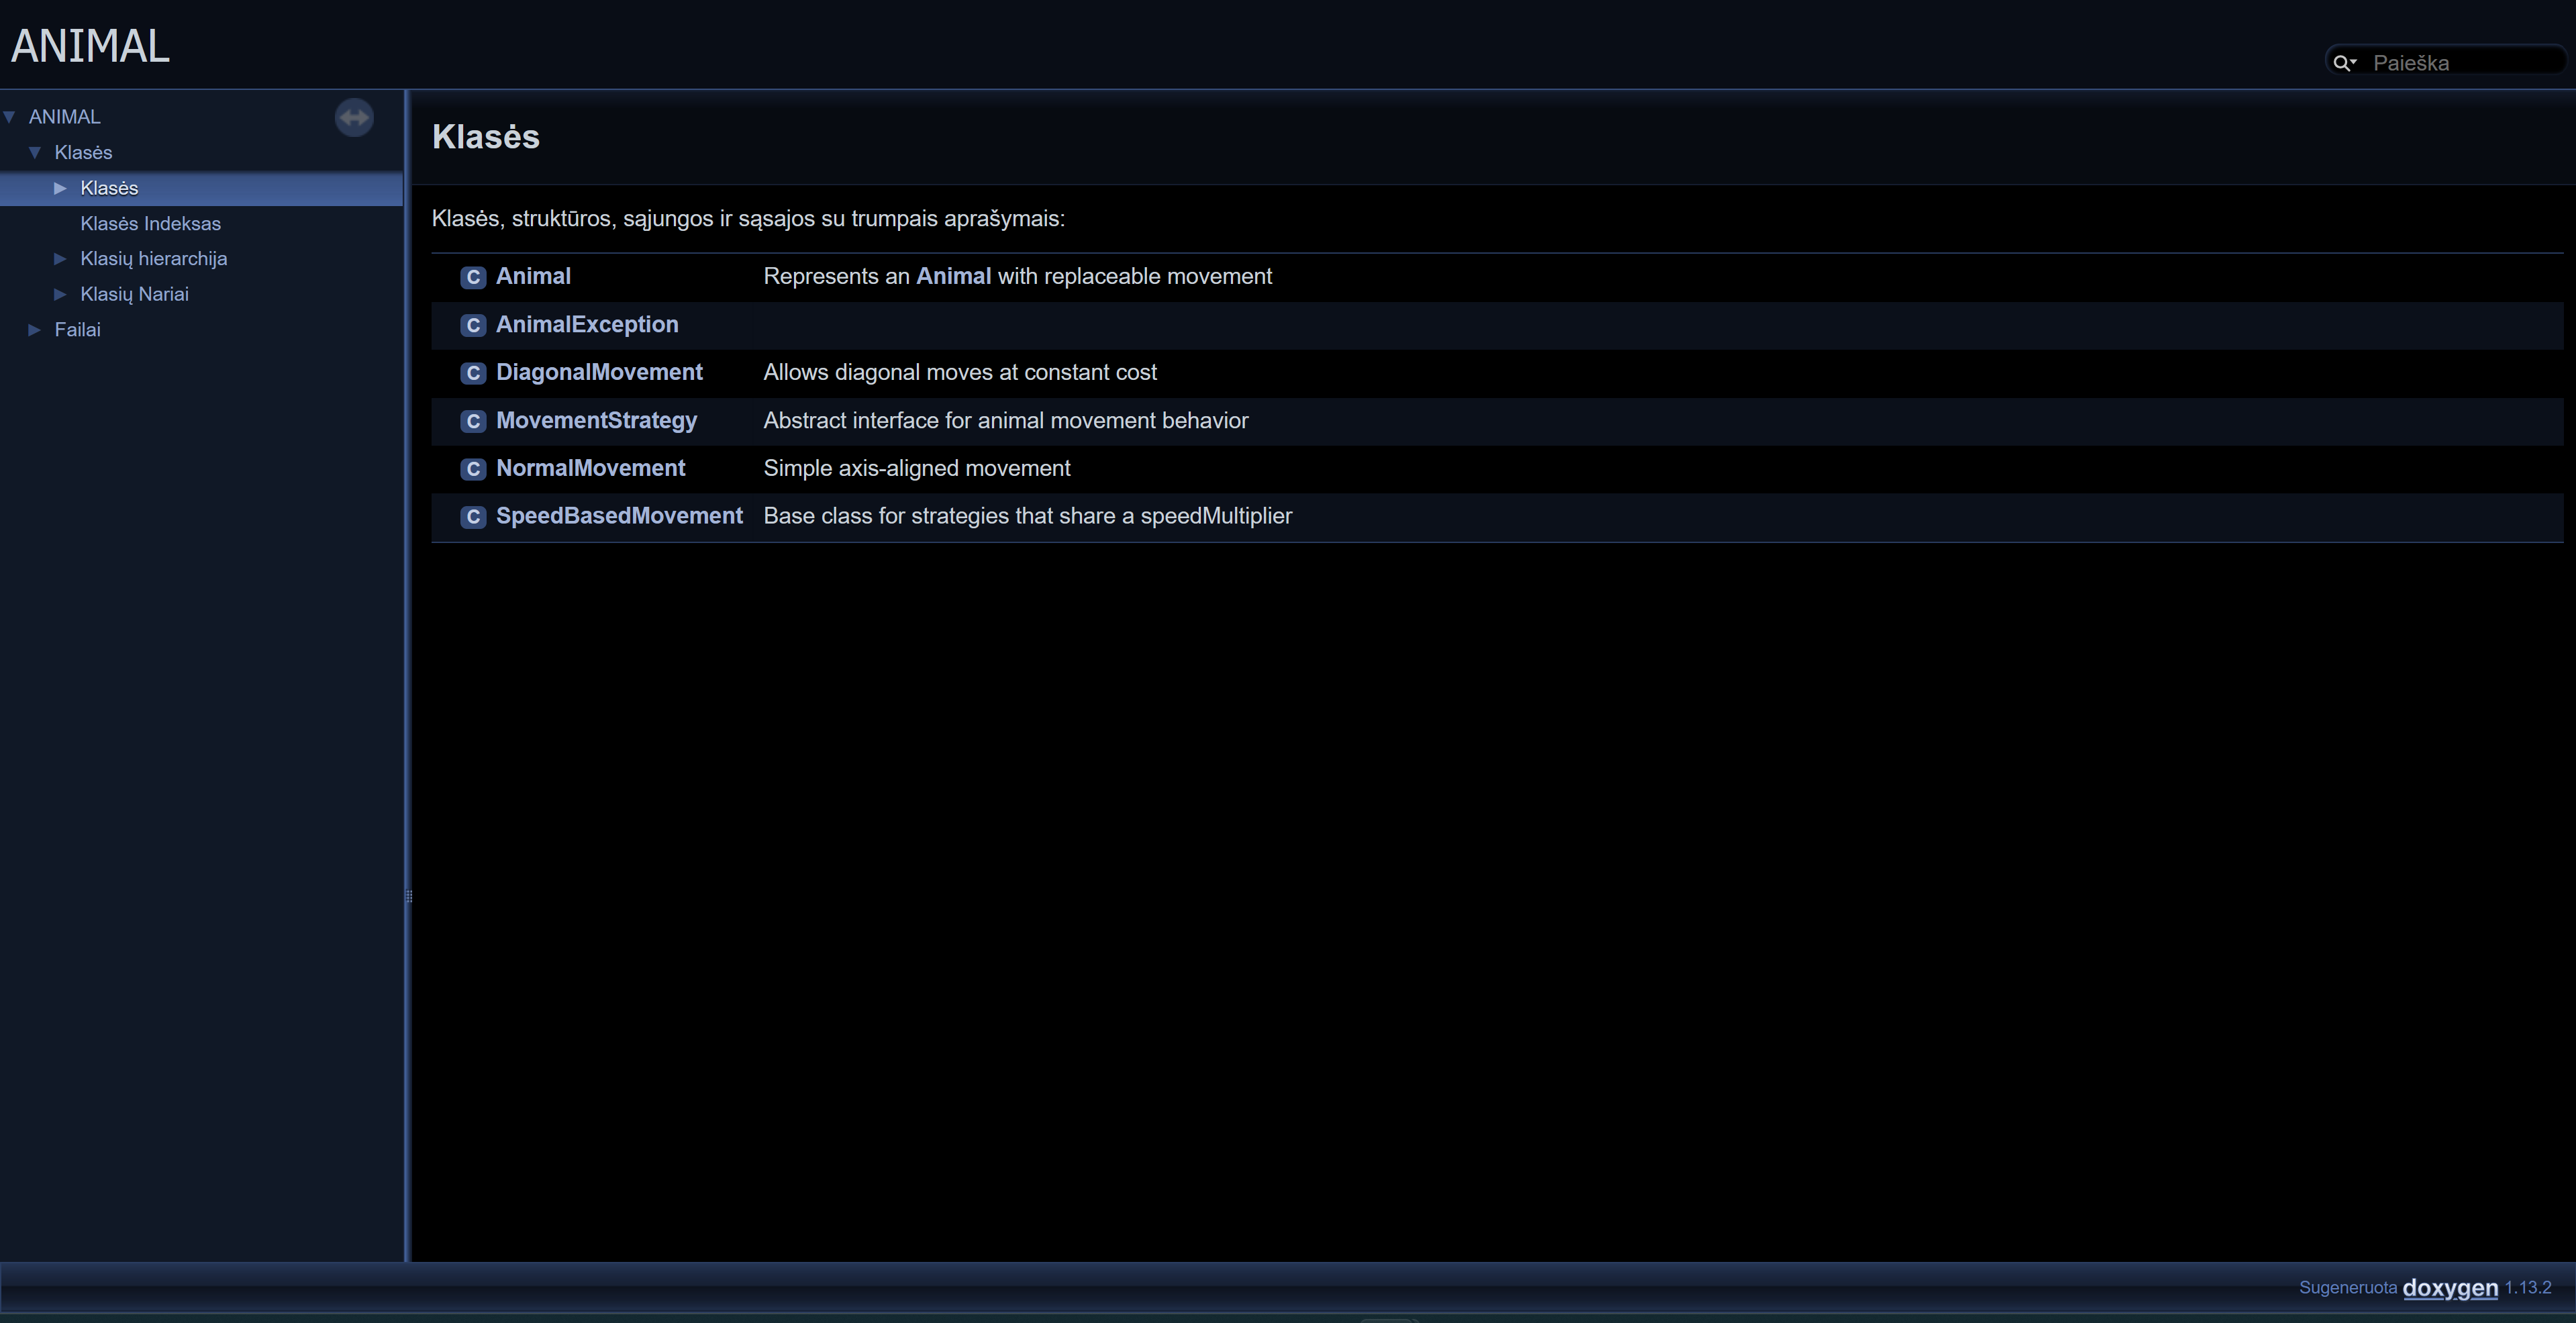 ANIMAL
Paieška
ANIMAL
Klasės
Klasės
Klasės Indeksas
Klasių hierarchija
Klasių Nariai
Failai
Klasės
Klasės, struktūros, sąjungos ir sąsajos su trumpais aprašymais:
C Animal Represents an Animal with replaceable movement
C AnimalException
C DiagonalMovement Allows diagonal moves at constant cost
C MovementStrategy Abstract interface for animal movement behavior
C NormalMovement Simple axis-aligned movement
C SpeedBasedMovement Base class for strategies that share a speedMultiplier
Sugeneruota doxygen 1.13.2